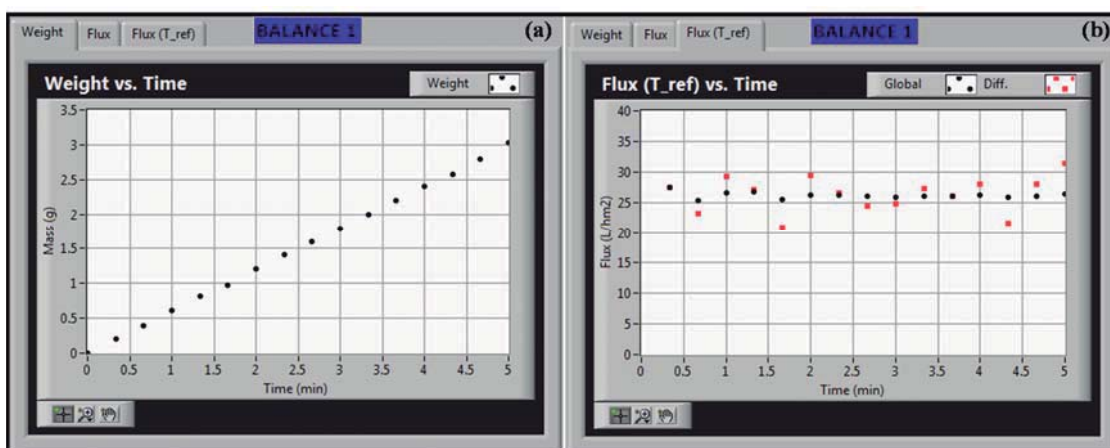 Weight Flux Flux (T_ref) BALANCE 1 (a)
Weight vs. Time Weight
3.5
3
2.5
2
1.5
1
0.5
0
Mass (g)
0 0.5 1 1.5 2 2.5 3 3.5 4 4.5 5
Time (min)
Weight Flux Flux (T_ref) BALANCE 1 (b)
Flux (T_ref) vs. Time Global Diff.
40
35
30
25
20
15
10
5
0
Flux (L/hm2)
0 0.5 1 1.5 2 2.5 3 3.5 4 4.5 5
Time (min)